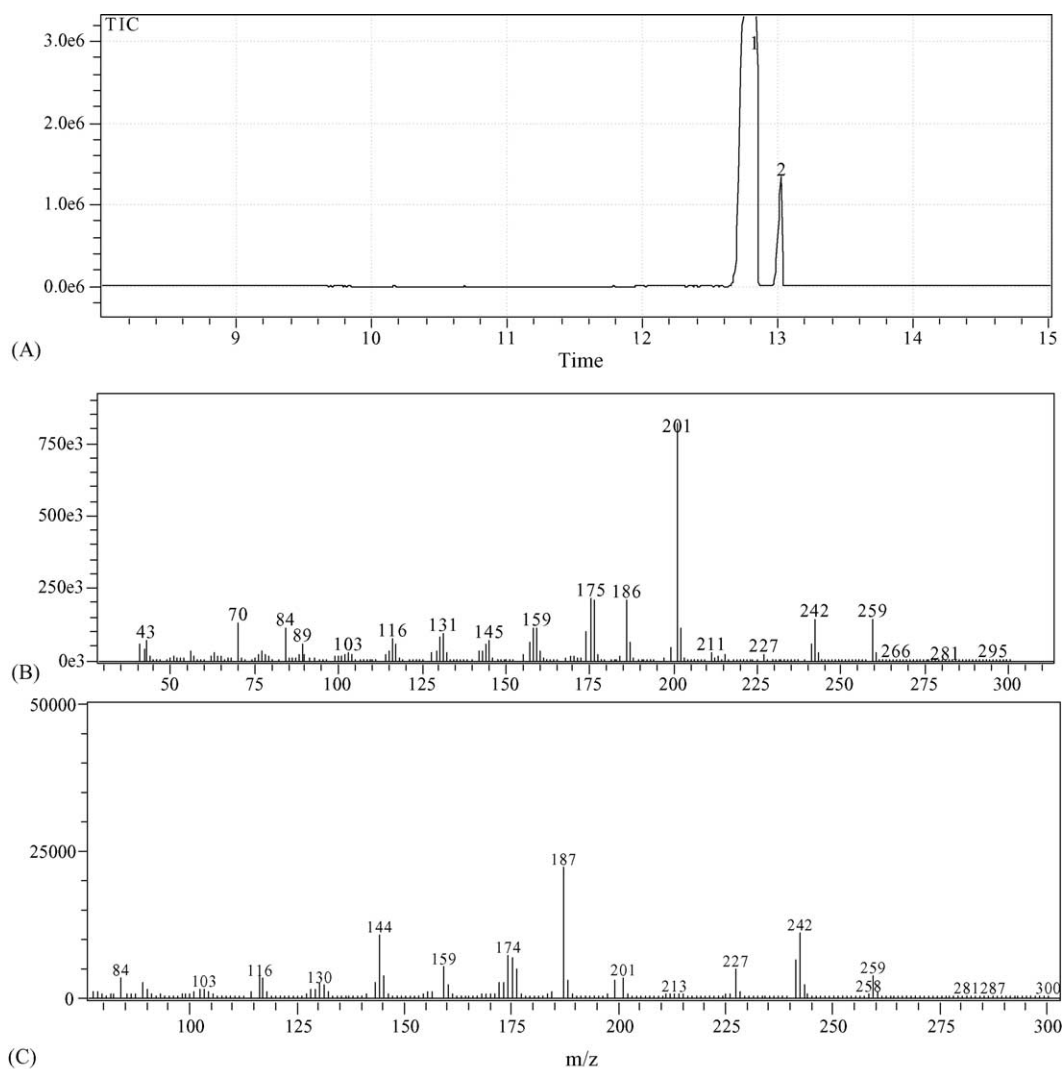 TIC
3.0e6
2.0e6
1.0e6
0.0e6
1
2
9 10 11 12 13 14 15
(A)
Time
750e3
500e3
250e3
0e3
43 70 84 89 103 116 131 145 159 175 186 201 211 227 242 259 266 281 295
50 75 100 125 150 175 200 225 250 275 300
(B)
50000
25000
0
84 103 116 130 144 159 174 187 201 213 227 242 258 259 281 287 300
100 125 150 175 200 225 250 275 300
(C)
m/z